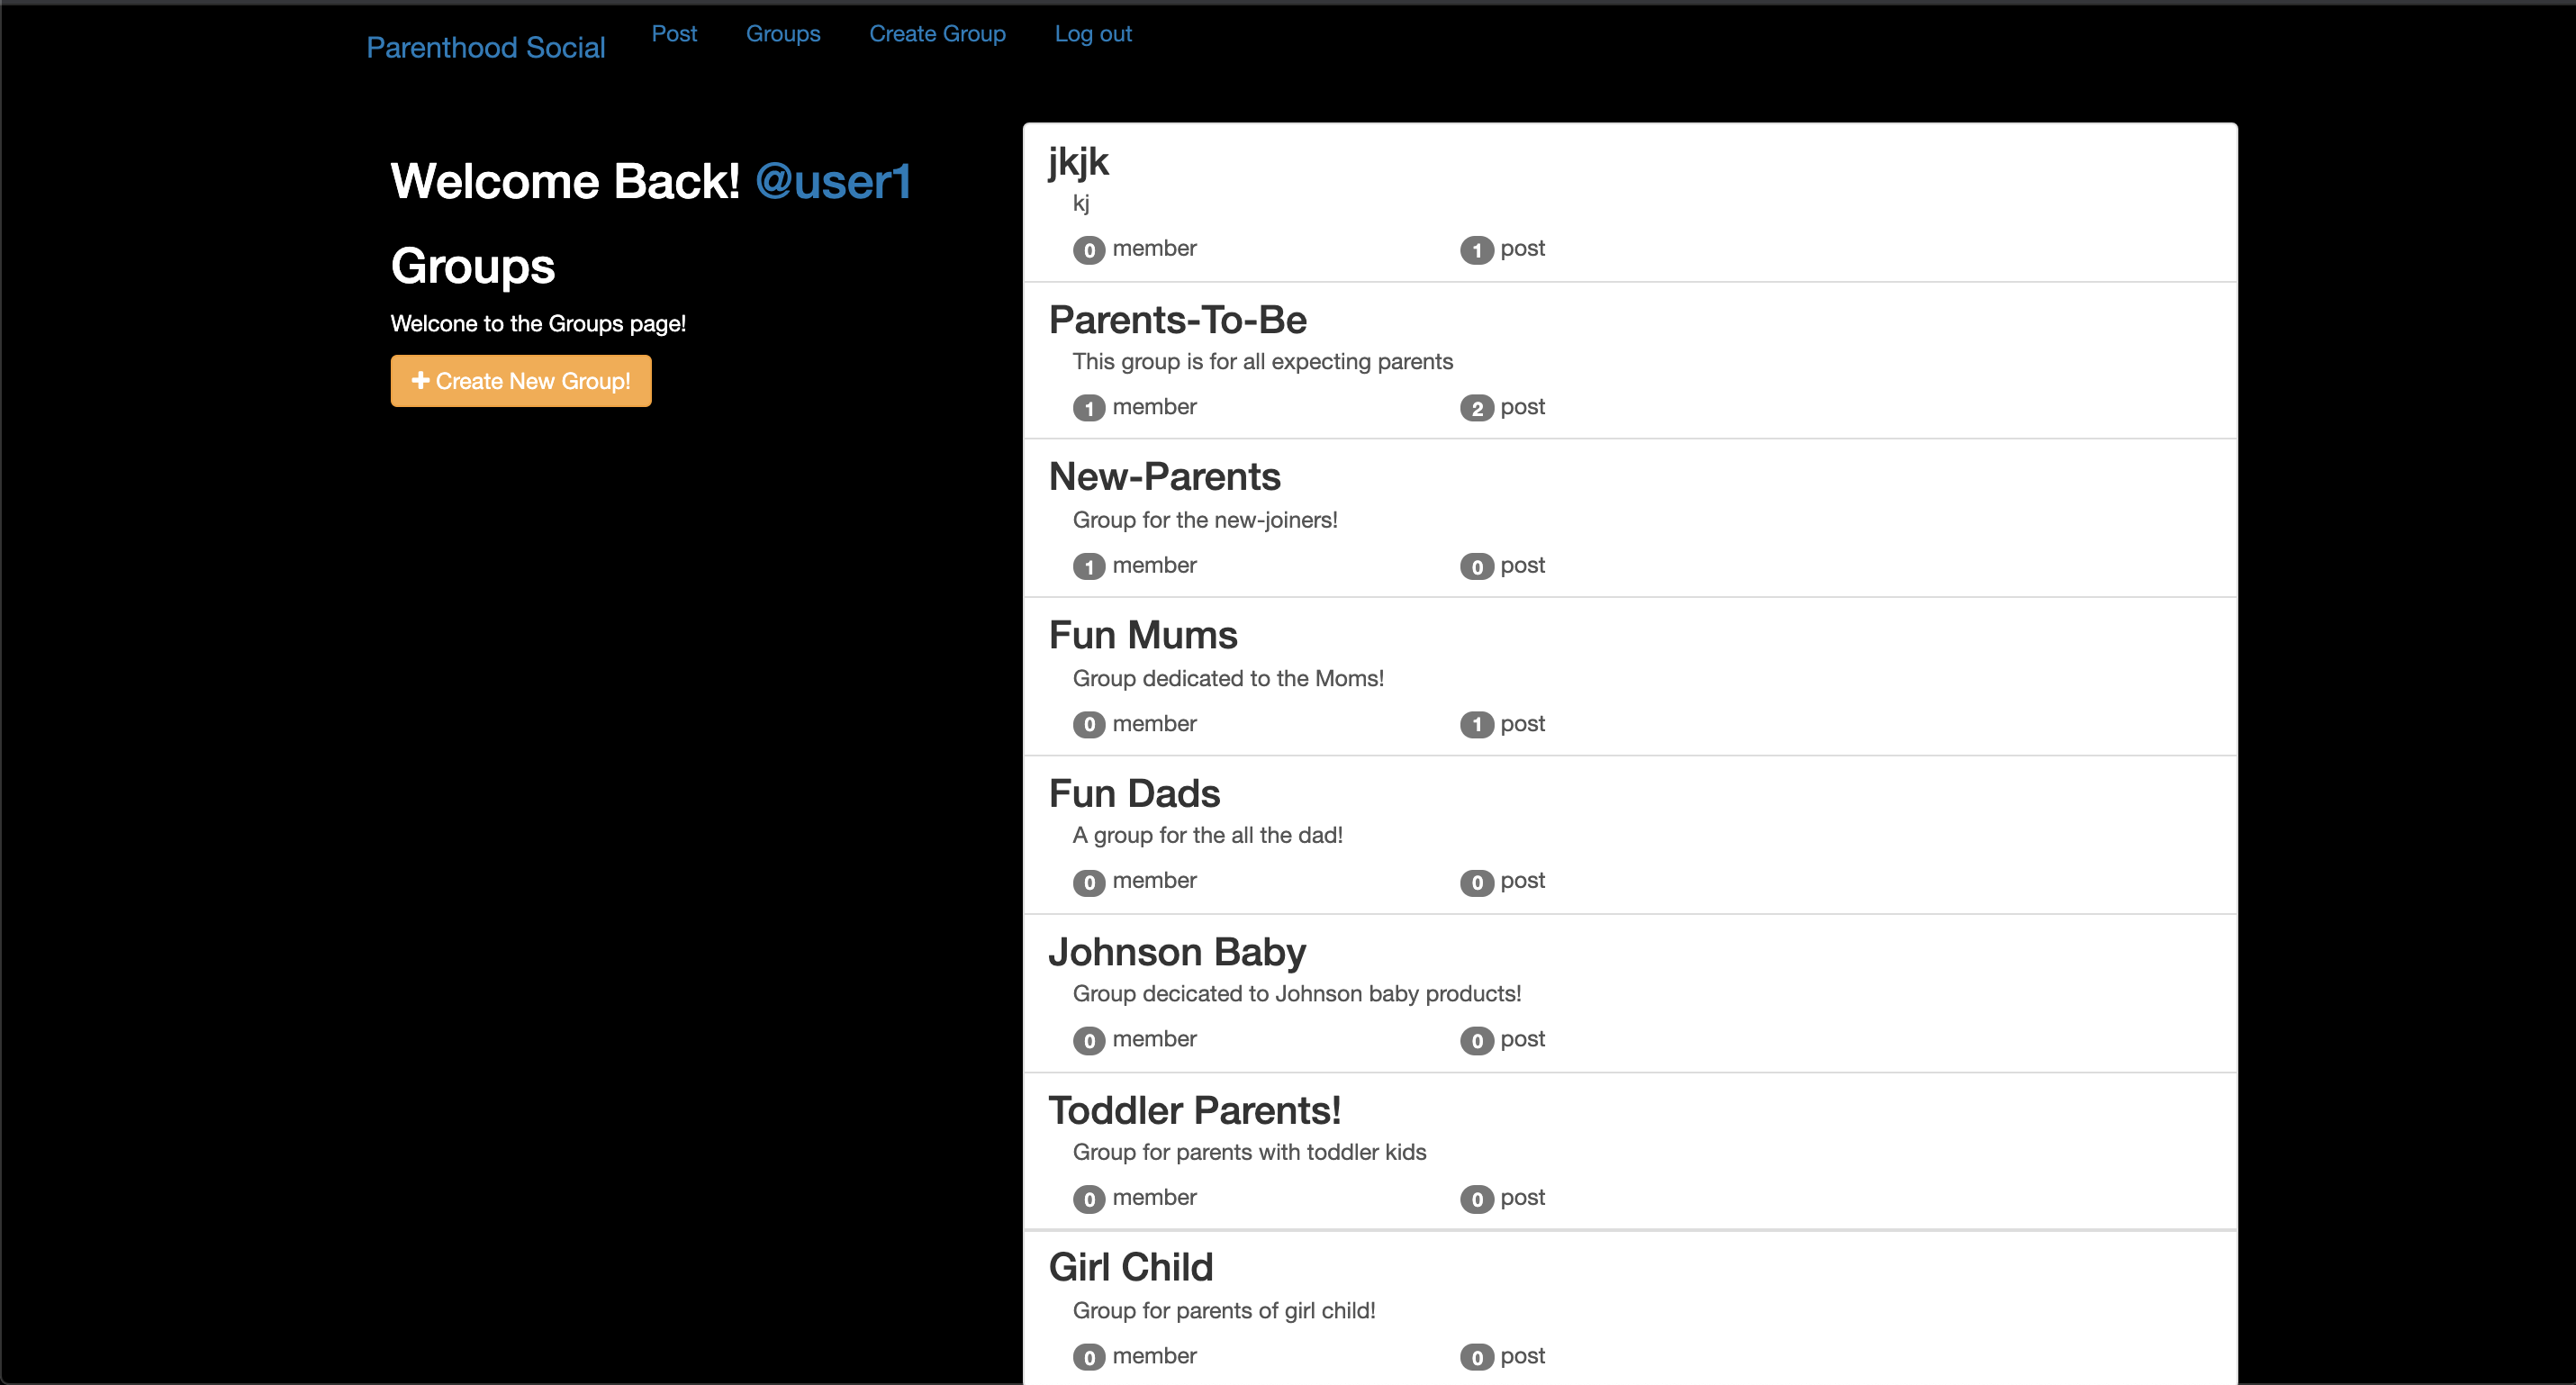 Parenthood Social Post Groups Create Group Log out
Welcome Back! @user1
Groups
Welcone to the Groups page!
Create New Group!
jkjk
kj
0 member 1 post
Parents-To-Be
This group is for all expecting parents
1 member 2 post
New-Parents
Group for the new-joiners!
1 member 0 post
Fun Mums
Group dedicated to the Moms!
0 member 1 post
Fun Dads
A group for the all the dad!
0 member 0 post
Johnson Baby
Group decicated to Johnson baby products!
0 member 0 post
Toddler Parents!
Group for parents with toddler kids
0 member 0 post
Girl Child
Group for parents of girl child!
0 member 0 post